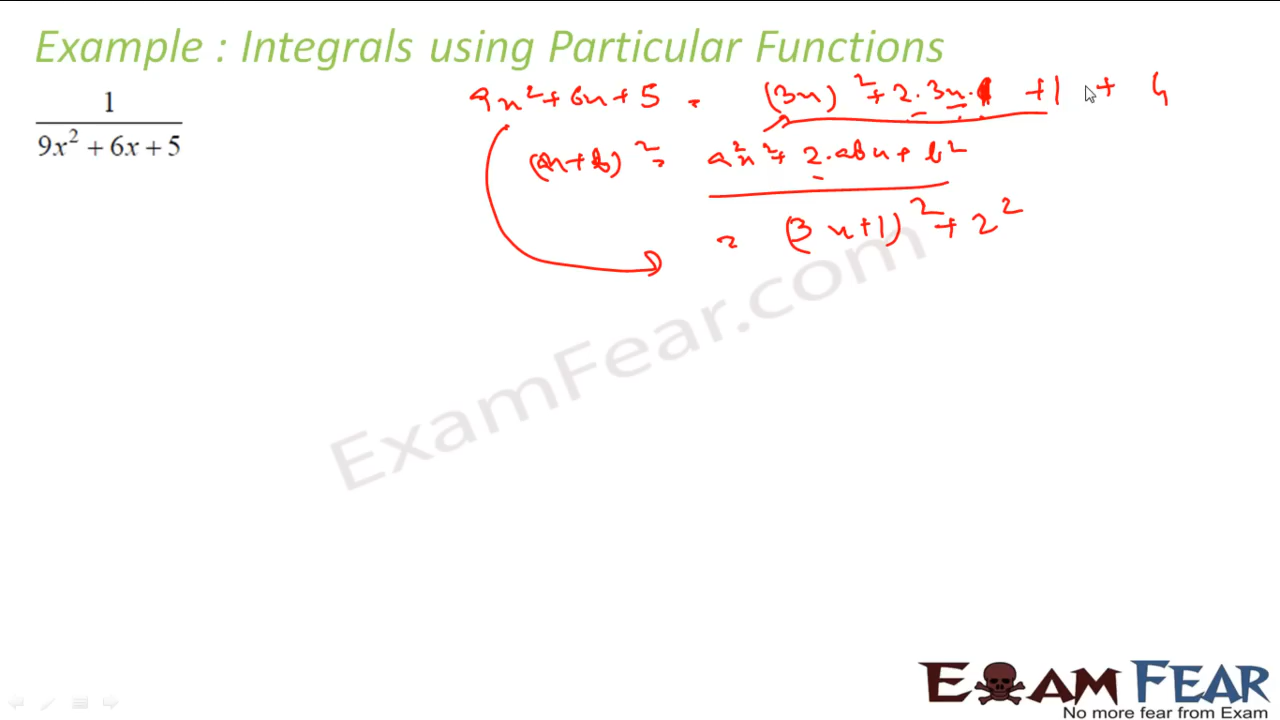 Example : Integrals using Particular Functions
1
9x² + 6x + 5
9x² + 6x + 5 = (3x)² + 2·3x·1 + 1 + 4
(ax+b)² = a²x² + 2·abx + b²
= (3x+1)² + 2²
ExamFear.com
EXAM FEAR
No more fear from Exam